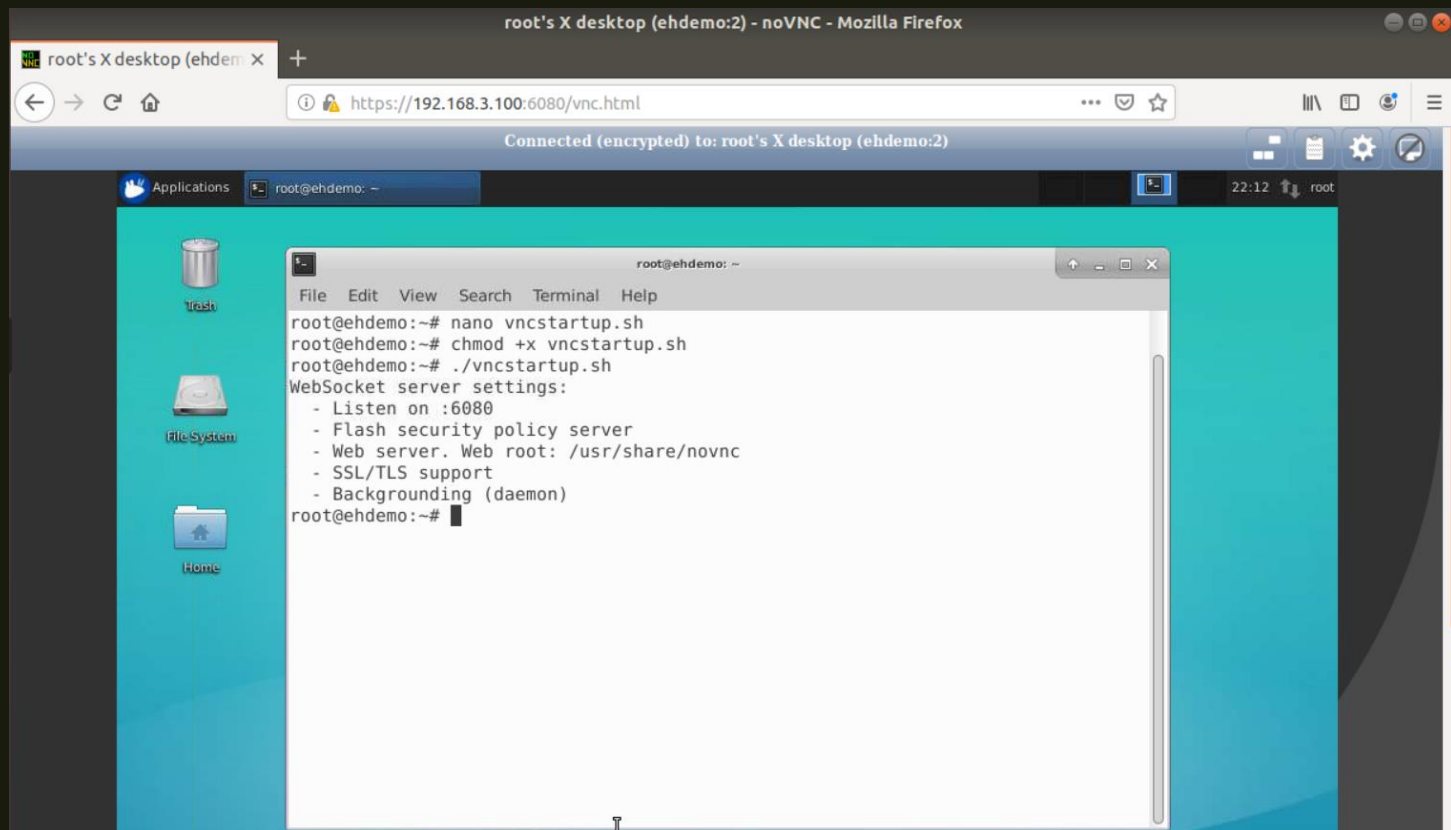 root's X desktop (ehdemo:2) - noVNC - Mozilla Firefox
root's X desktop (ehdem
https://192.168.3.100:6080/vnc.html
Connected (encrypted) to: root's X desktop (ehdemo:2)
Applications
root@ehdemo: ~
22:12
root
Trash
File System
Home
root@ehdemo: ~
File Edit View Search Terminal Help
root@ehdemo:~# nano vncstartup.sh
root@ehdemo:~# chmod +x vncstartup.sh
root@ehdemo:~# ./vncstartup.sh
WebSocket server settings:
- Listen on :6080
- Flash security policy server
- Web server. Web root: /usr/share/novnc
- SSL/TLS support
- Backgrounding (daemon)
root@ehdemo:~#